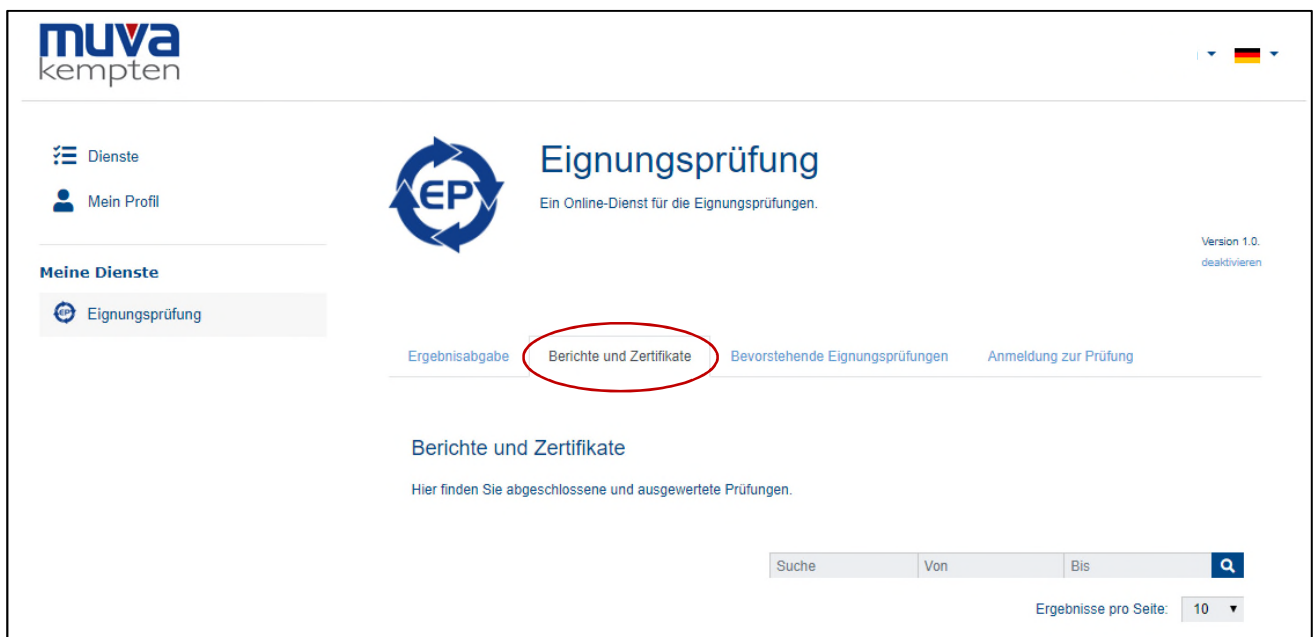 muva
kempten
Dienste
Mein Profil
Meine Dienste
EP
Eignungsprüfung
EP
Eignungsprüfung
Ein Online-Dienst für die Eignungsprüfungen.
Version 1.0.
deaktivieren
Ergebnisabgabe Berichte und Zertifikate Bevorstehende Eignungsprüfungen Anmeldung zur Prüfung
Berichte und Zertifikate
Hier finden Sie abgeschlossene und ausgewertete Prüfungen.
Suche Von Bis
Ergebnisse pro Seite: 10